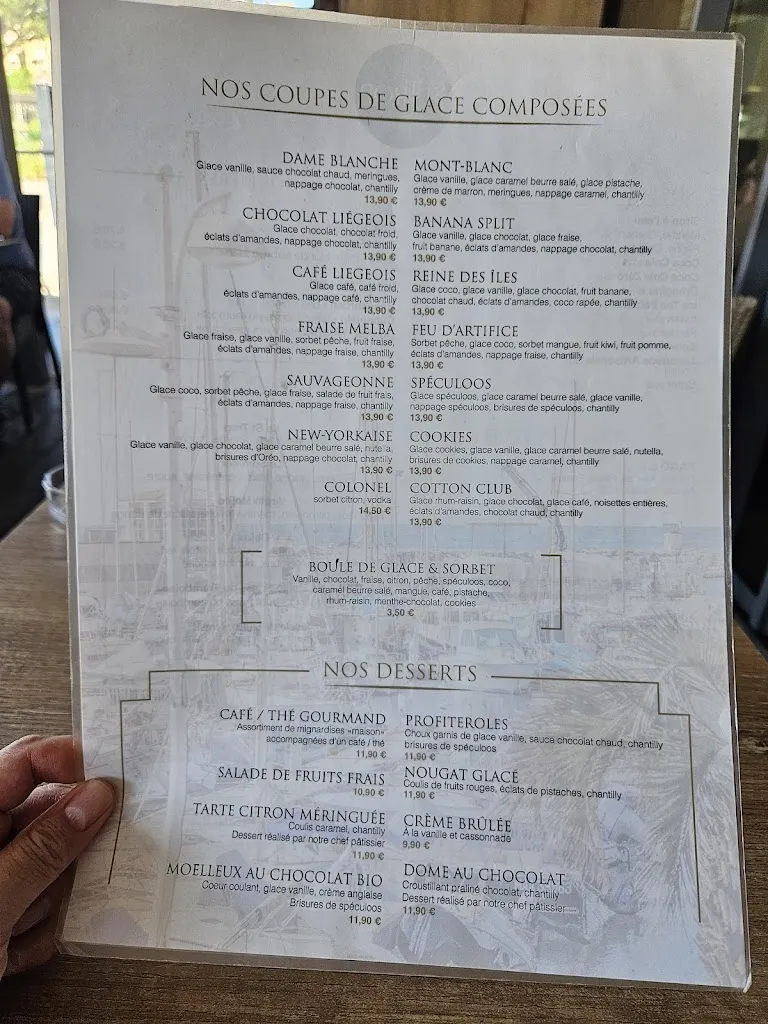 NOS COUPES DE GLACE COMPOSÉES
DAME BLANCHE
Glace vanille, sauce chocolat chaud, meringues,
nappage chocolat, chantilly
13,90 €
CHOCOLAT LIÉGEOIS
Glace chocolat, chocolat froid,
éclats d'amandes, nappage chocolat, chantilly
13,90 €
CAFÉ LIEGEOIS
Glace café, café froid,
éclats d'amandes, nappage café, chantilly
13,90 €
FRAISE MELBA
Glace fraise, glace vanille, sorbet pêche, fruit fraise,
éclats d'amandes, nappage fraise, chantilly
13,90 €
SAUVAGEONNE
Glace coco, sorbet pêche, glace fraise, salade de fruit frais,
éclats d'amandes, nappage fraise, chantilly
13,90 €
NEW-YORKAISE
Glace vanille, glace chocolat, glace caramel beurre salé, nutella,
brisures d'Oréo, nappage chocolat, chantilly
13,90 €
COLONEL
sorbet citron, vodka
14,50 €
MONT-BLANC
Glace vanille, glace caramel beurre salé, glace pistache,
crème de marron, meringues, nappage caramel, chantilly
13,90 €
BANANA SPLIT
Glace vanille, glace chocolat, glace fraise,
fruit banane, éclats d'amandes, nappage chocolat, chantilly
13,90 €
REINE DES ÎLES
Glace coco, glace vanille, glace chocolat, fruit banane,
chocolat chaud, éclats d'amandes, coco rapée, chantilly
13,90 €
FEU D'ARTIFICE
Sorbet pêche, glace coco, sorbet mangue, fruit kiwi, fruit pomme,
éclats d'amandes, nappage fraise, chantilly
13,90 €
SPÉCULOOS
Glace spéculoos, glace caramel beurre salé, glace vanille,
nappage spéculoos, brisures de spéculoos, chantilly
13,90 €
COOKIES
Glace cookies, glace vanille, glace caramel beurre salé, nutella,
brisures de cookies, nappage caramel, chantilly
13,90 €
COTTON CLUB
Glace rhum-raisin, glace chocolat, glace café, noisettes entières,
éclats d'amandes, chocolat chaud, chantilly
13,90 €
BOULE DE GLACE & SORBET
Vanille, chocolat, fraise, citron, pêche, spéculoos, coco,
caramel beurre salé, mangue, café, pistache,
rhum-raisin, menthe-chocolat, cookies
3,50 €
NOS DESSERTS
CAFÉ / THÉ GOURMAND
Assortiment de mignardises «maison»
accompagnées d'un café / thé
11,90 €
SALADE DE FRUITS FRAIS
10,90 €
TARTE CITRON MÉRINGUÉE
Coulis caramel, chantilly
Dessert réalisé par notre chef pâtissier
11,90 €
MOELLEUX AU CHOCOLAT BIO
Coeur coulant, glace vanille, crème anglaise
Brisures de spéculoos
11,90 €
PROFITEROLES
Choux garnis de glace vanille, sauce chocolat chaud, chantilly
brisures de spéculoos
11,90 €
NOUGAT GLACÉ
Coulis de fruits rouges, éclats de pistaches, chantilly
11,90 €
CRÈME BRÛLÉE
À la vanille et cassonnade
9,90 €
DOME AU CHOCOLAT
Croustillant praliné chocolat, chantilly
Dessert réalisé par notre chef pâtissier
11,90 €